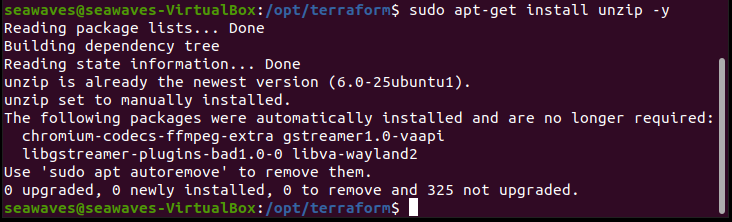 seawaves@seawaves-VirtualBox:/opt/terraform$ sudo apt-get install unzip -y
Reading package lists... Done
Building dependency tree
Reading state information... Done
unzip is already the newest version (6.0-25ubuntu1).
unzip set to manually installed.
The following packages were automatically installed and are no longer required:
  chromium-codecs-ffmpeg-extra gstreamer1.0-vaapi
  libgstreamer-plugins-bad1.0-0 libva-wayland2
Use 'sudo apt autoremove' to remove them.
0 upgraded, 0 newly installed, 0 to remove and 325 not upgraded.
seawaves@seawaves-VirtualBox:/opt/terraform$